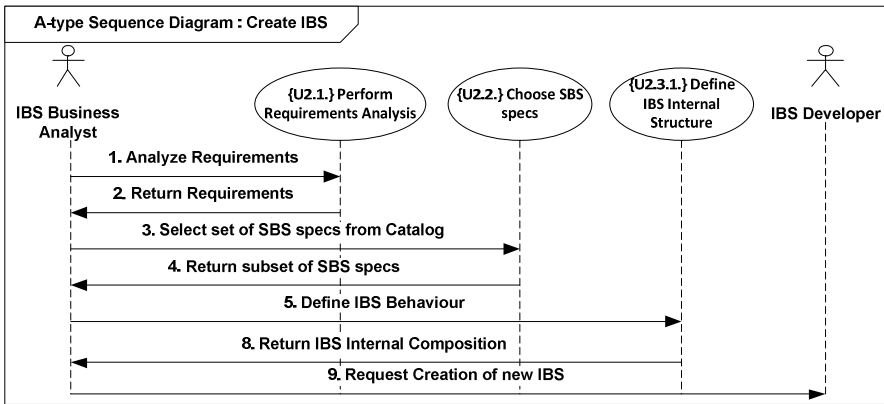 A-type Sequence Diagram : Create IBS
IBS Business
Analyst
{U2.1.} Perform
Requirements Analysis
{U2.2.} Choose SBS
specs
{U2.3.1.} Define
IBS Internal
Structure
IBS Developer
1. Analyze Requirements
2. Return Requirements
3. Select set of SBS specs from Catalog
4. Return subset of SBS specs
5. Define IBS Behaviour
8. Return IBS Internal Composition
9. Request Creation of new IBS